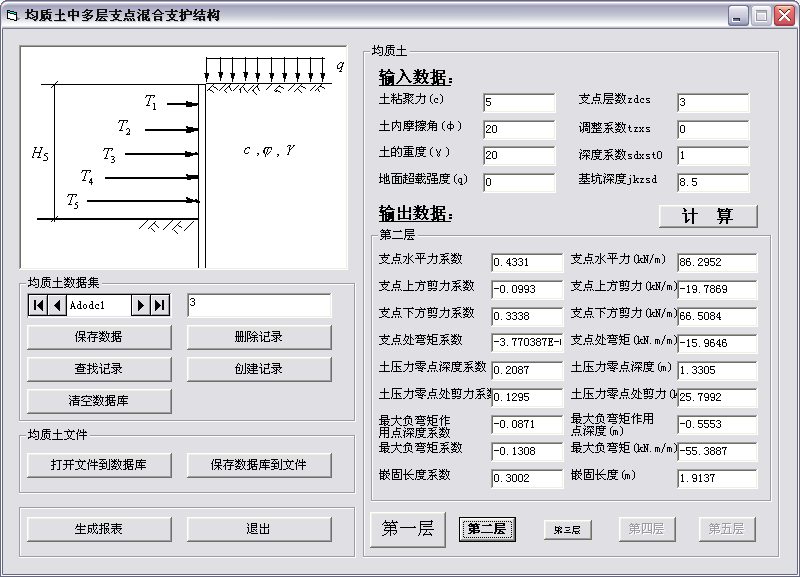 均质土中多层支点混合支护结构
q
T1
T2
T3
T4
T5
H5
c , φ , γ
均质土数据集
Adodc1
3
保存数据
删除记录
查找记录
创建记录
清空数据库
均质土文件
打开文件到数据库
保存数据库到文件
生成报表
退出
均质土
输入数据:
土粘聚力(c) 5 支点层数zdcs 3
土内摩擦角(φ) 20 调整系数tzxs 0
土的重度(γ) 20 深度系数sdxst0 1
地面超载强度(q) 0 基坑深度jkzsd 8.5
输出数据:
计 算
第二层
支点水平力系数 0.4331 支点水平力(kN/m) 86.2952
支点上方剪力系数 -0.0993 支点上方剪力(kN/m) -19.7869
支点下方剪力系数 0.3338 支点下方剪力(kN/m) 66.5084
支点处弯矩系数 -3.770387E- 支点处弯矩(kN.m/m) -15.9646
土压力零点深度系数 0.2087 土压力零点深度(m) 1.3305
土压力零点处剪力系数 0.1295 土压力零点处剪力( 25.7992
最大负弯矩作
用点深度系数 -0.0871 最大负弯矩作用
点深度(m) -0.5553
最大负弯矩系数 -0.1308 最大负弯矩(kN.m/m) -55.3887
嵌固长度系数 0.3002 嵌固长度(m) 1.9137
第一层
第二层
第三层
第四层
第五层